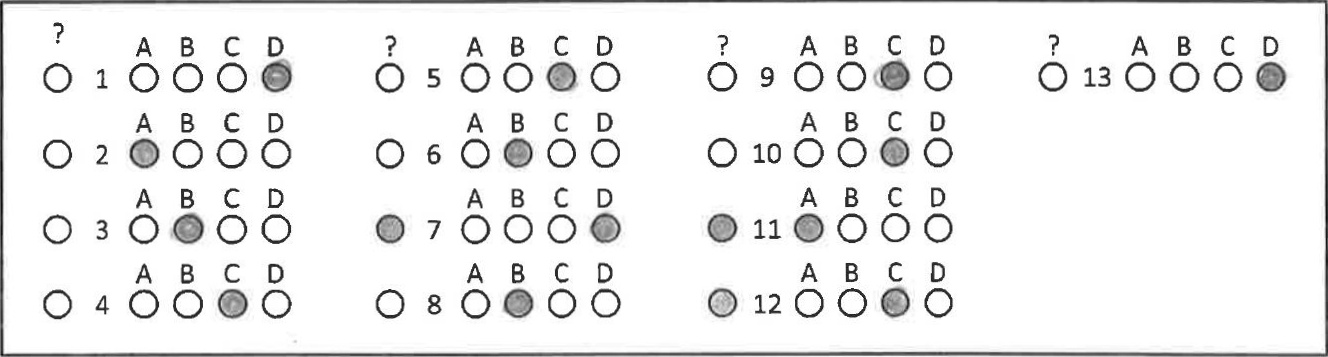 ?
A B C D ? A B C D ? A B C D ? A B C D
1 5 9 13
A B C D A B C D A B C D
2 6 10
A B C D A B C D A
3 7 11
A B C D A B C D A B C D
4 8 12